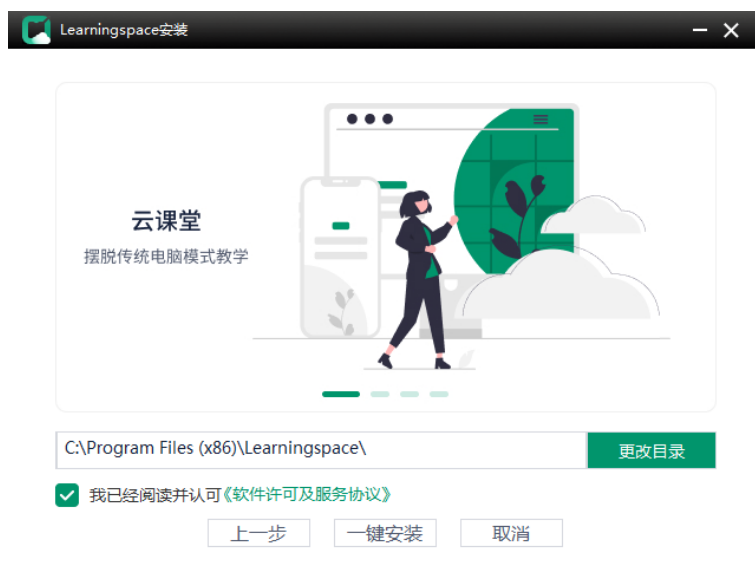 Learningspace安装
云课堂
摆脱传统电脑模式教学
C:\Program Files (x86)\Learningspace\
更改目录
我已经阅读并认可《软件许可及服务协议》
上一步
一键安装
取消